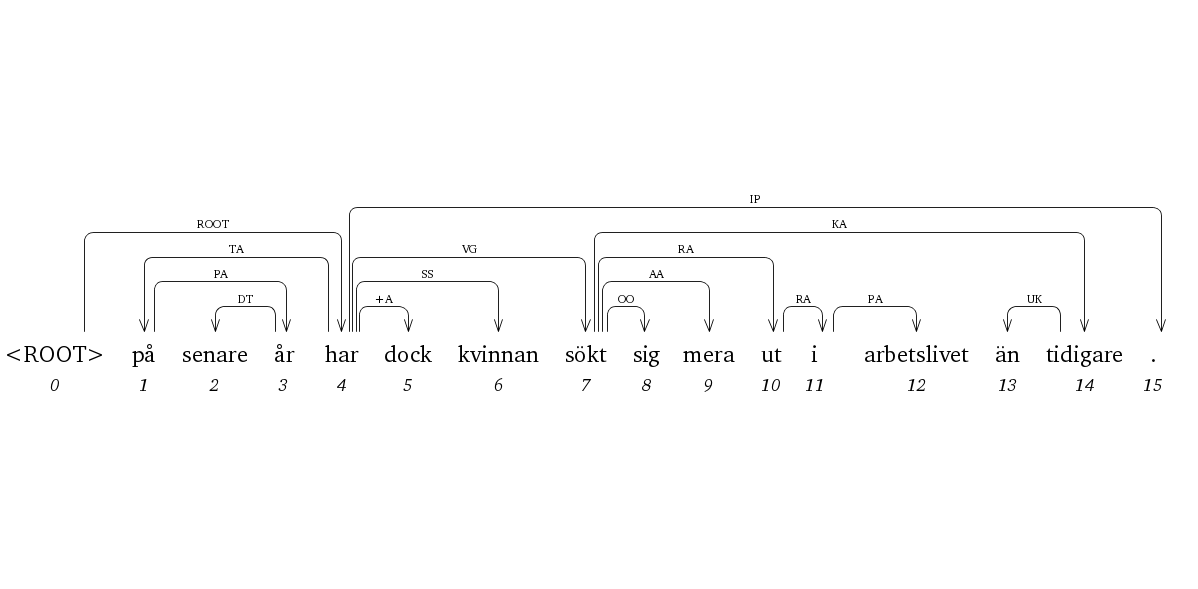 IP
ROOT KA
TA VG RA
PA SS AA
DT +A OO RA PA UK
<ROOT> på senare år har dock kvinnan sökt sig mera ut i arbetslivet än tidigare .
0 1 2 3 4 5 6 7 8 9 10 11 12 13 14 15